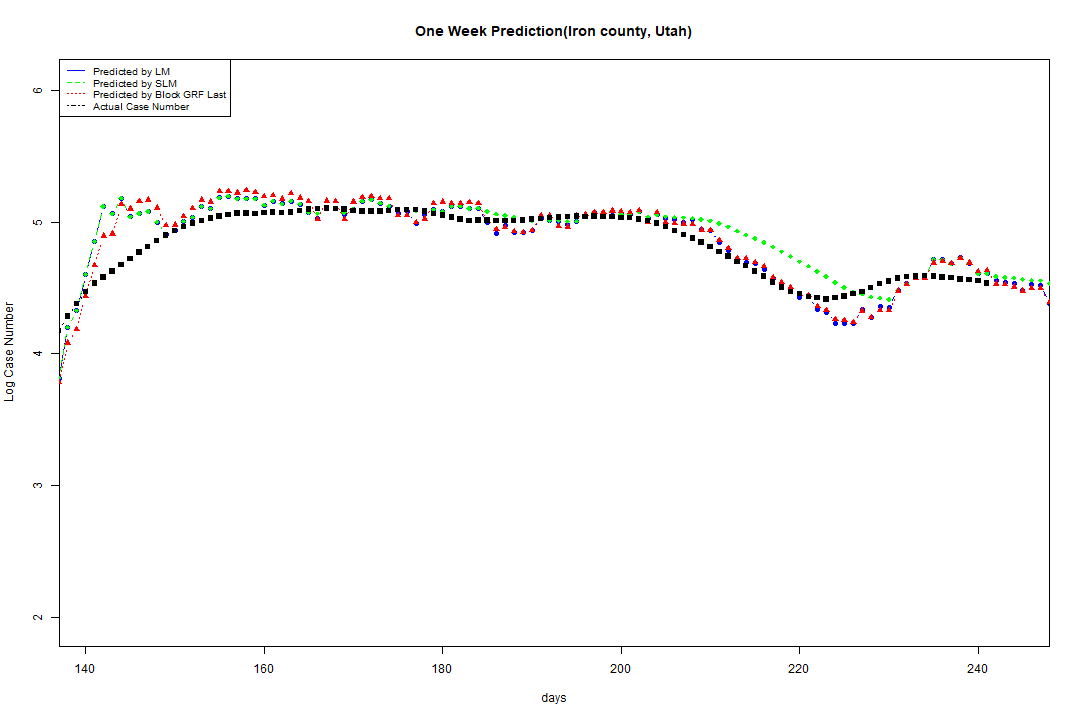 One Week Prediction(Iron county, Utah)
Predicted by LM
Predicted by SLM
Predicted by Block GRF Last
Actual Case Number
6
5
4
3
2
Log Case Number
140 160 180 200 220 240
days